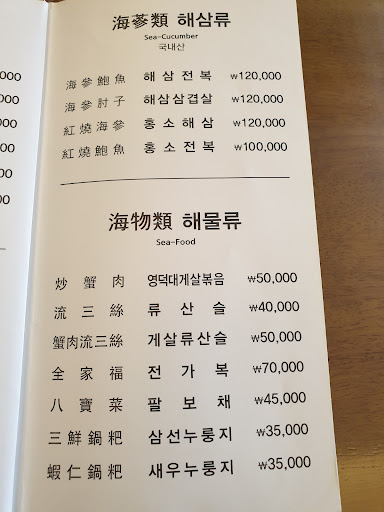 海蔘類 해삼류
Sea-Cucumber
국내산
海參鮑魚 해삼전복 ₩120,000
海參肘子 해삼삼겹살 ₩120,000
紅燒海參 홍소해삼 ₩120,000
紅燒鮑魚 홍소전복 ₩100,000
海物類 해물류
Sea-Food
炒蟹肉 영덕대게살볶음 ₩50,000
流三絲 류산슬 ₩40,000
蟹肉流三絲 게살류산슬 ₩50,000
全家福 전가복 ₩70,000
八寶菜 팔보채 ₩45,000
三鮮鍋粑 삼선누룽지 ₩35,000
蝦仁鍋粑 새우누룽지 ₩35,000